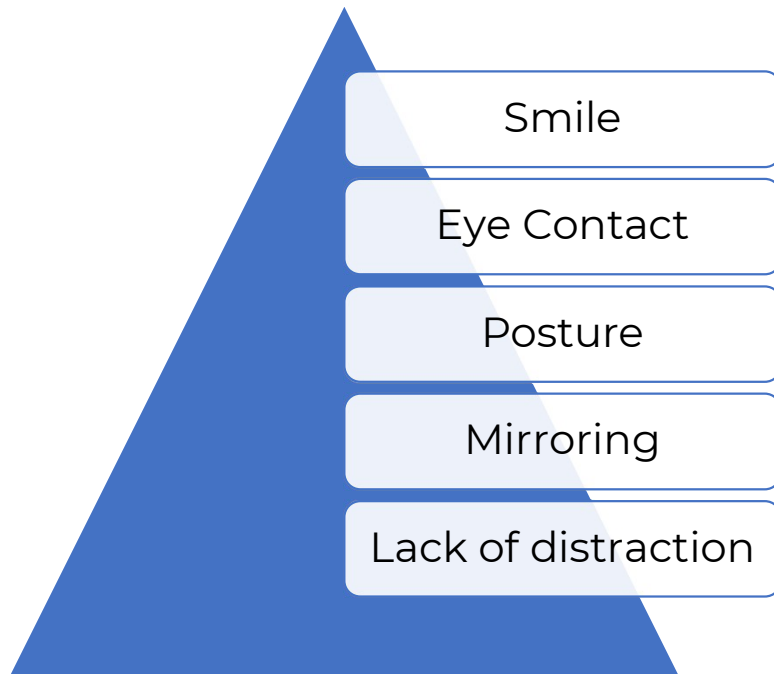 Smile
Eye Contact
Posture
Mirroring
Lack of distraction